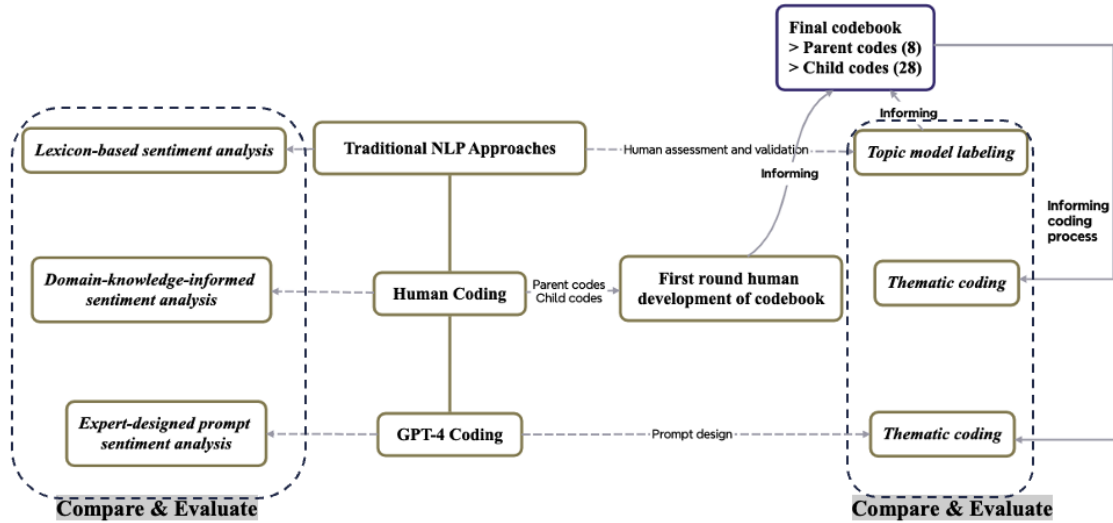 Final codebook
> Parent codes (8)
> Child codes (28)
Informing
Lexicon-based sentiment analysis
Traditional NLP Approaches
Human assessment and validation
Informing
Topic model labeling
Informing
coding
process
Domain-knowledge-informed
sentiment analysis
Human Coding
Parent codes
Child codes
First round human
development of codebook
Thematic coding
Expert-designed prompt
sentiment analysis
GPT-4 Coding
Prompt design
Thematic coding
Compare & Evaluate
Compare & Evaluate